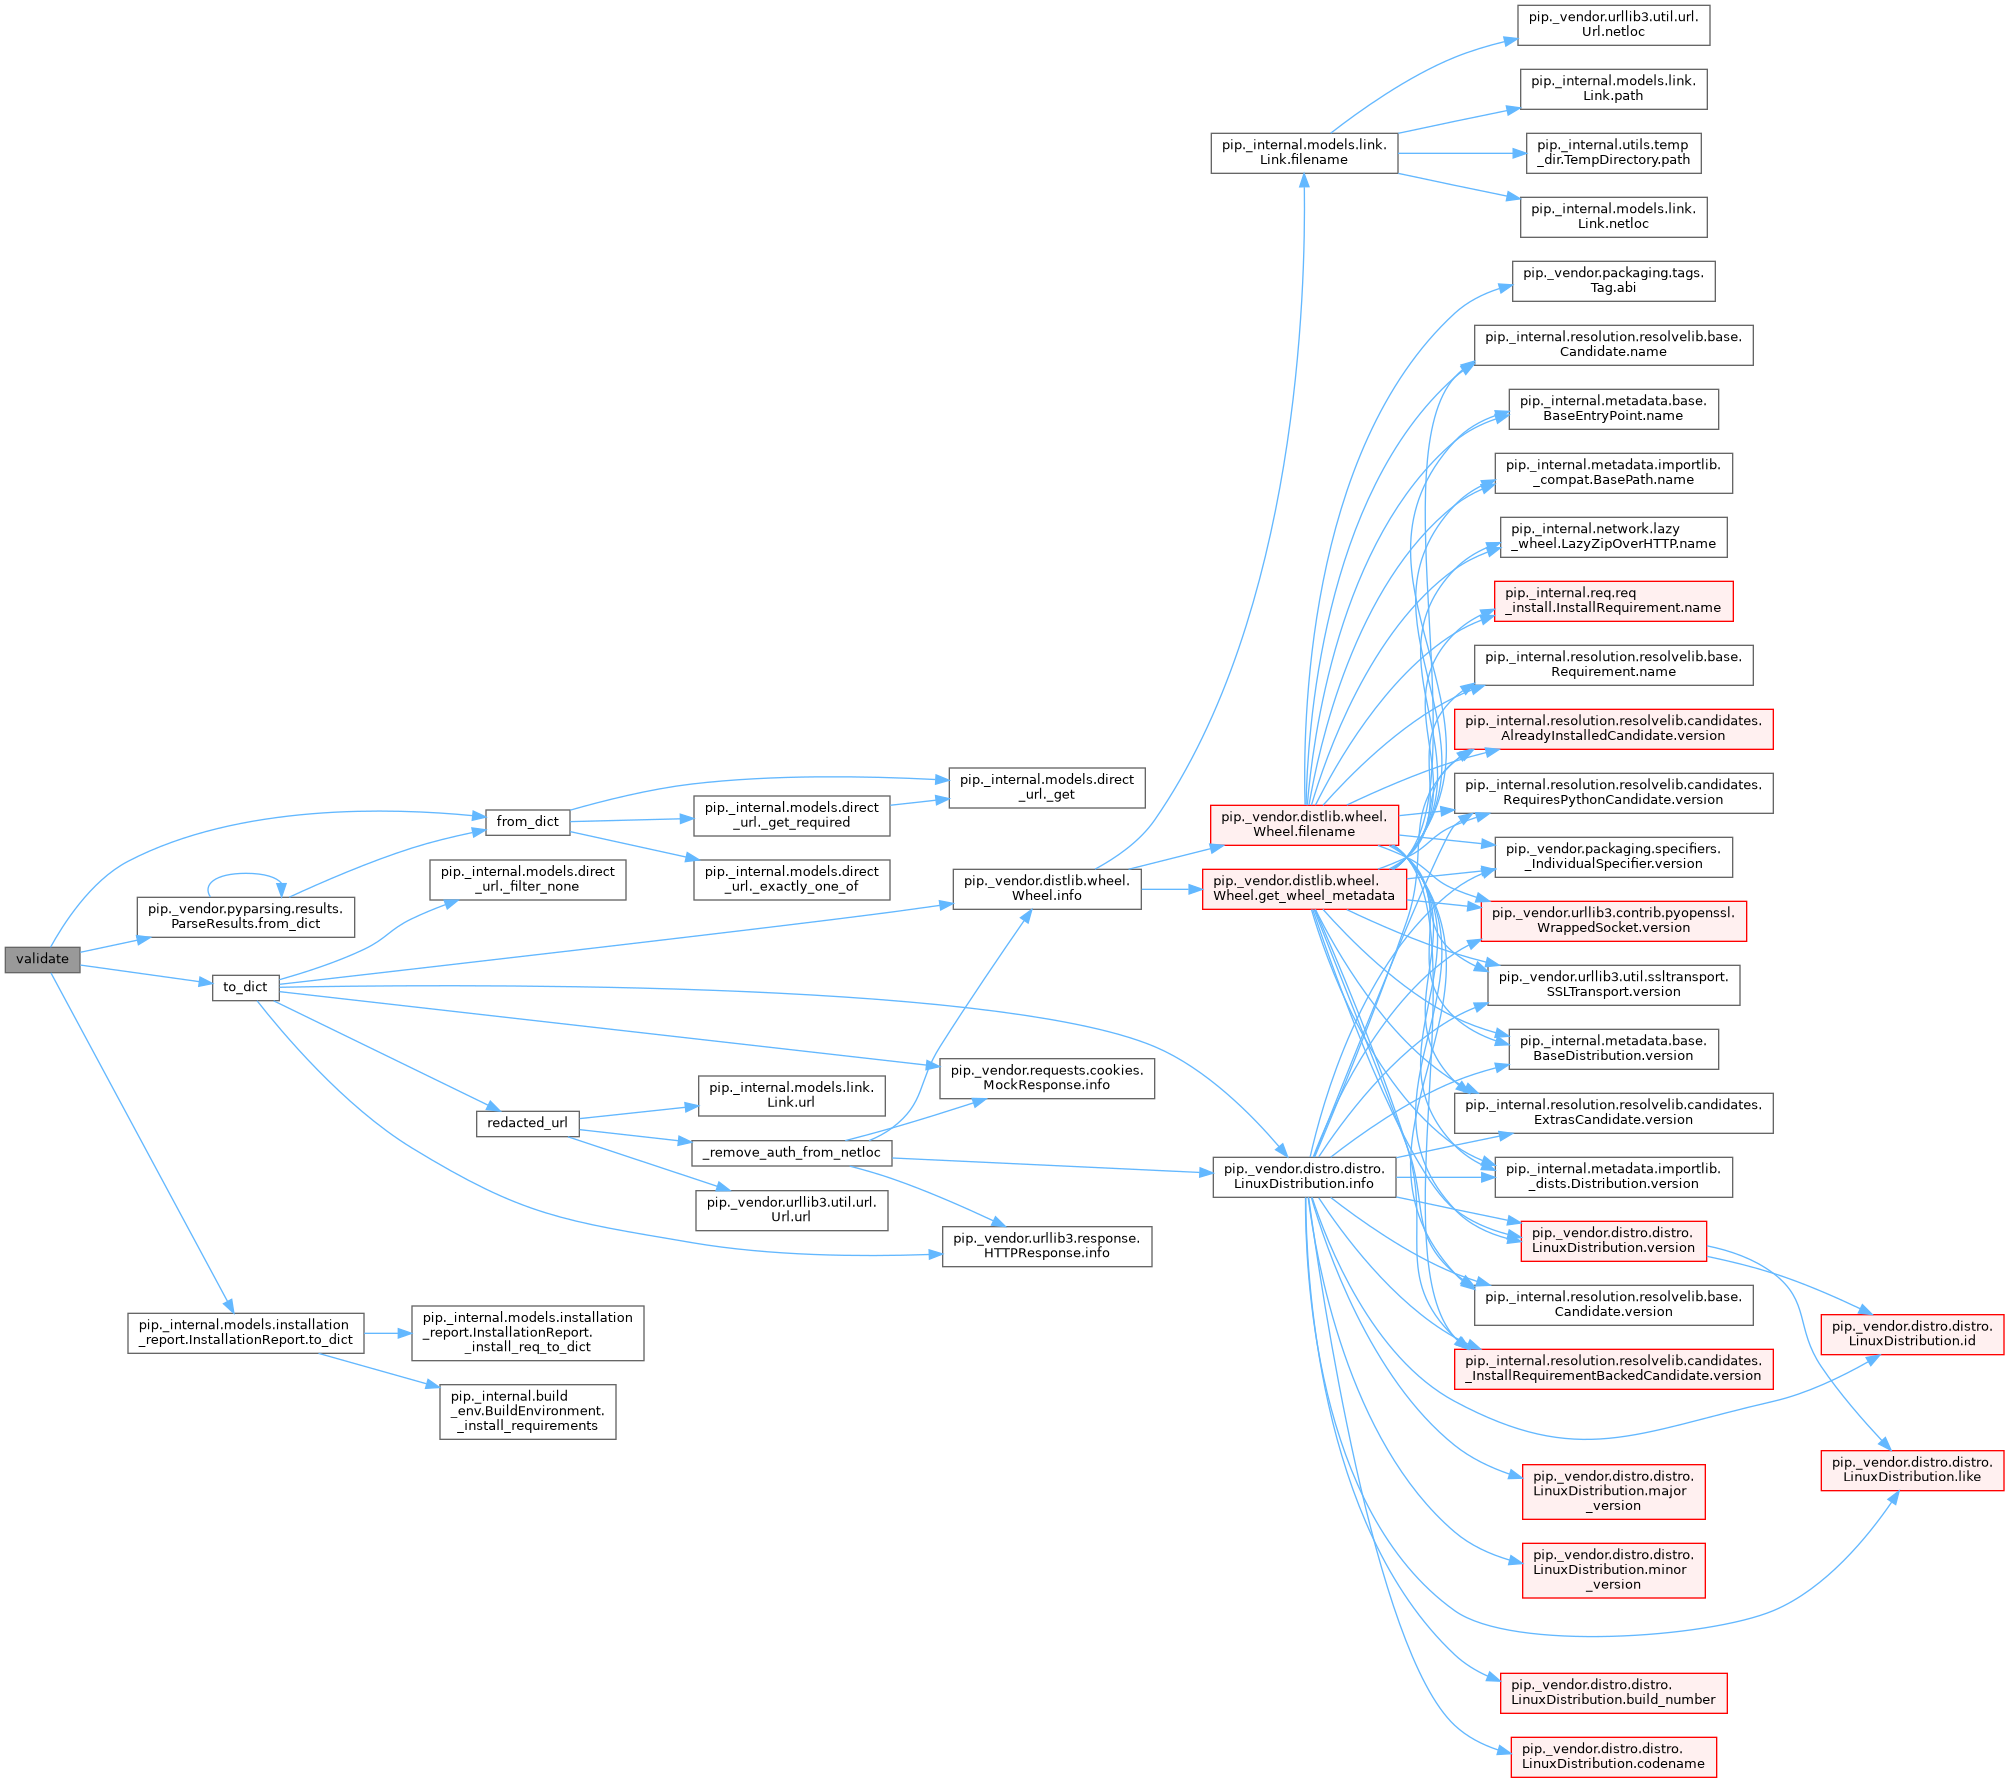 validate
pip._vendor.pyparsing.results.
ParseResults.from_dict
to_dict
pip._internal.models.installation
_report.InstallationReport.to_dict
from_dict
pip._internal.models.direct
_url._filter_none
redacted_url
pip._internal.models.installation
_report.InstallationReport.
_install_req_to_dict
pip._internal.build
_env.BuildEnvironment.
_install_requirements
pip._internal.models.direct
_url._get_required
pip._internal.models.direct
_url._exactly_one_of
pip._internal.models.link.
Link.url
_remove_auth_from_netloc
pip._vendor.urllib3.util.url.
Url.url
pip._internal.models.direct
_url._get
pip._vendor.distlib.wheel.
Wheel.info
pip._vendor.requests.cookies.
MockResponse.info
pip._vendor.urllib3.response.
HTTPResponse.info
pip._internal.models.link.
Link.filename
pip._vendor.distlib.wheel.
Wheel.filename
pip._vendor.distlib.wheel.
Wheel.get_wheel_metadata
pip._vendor.distro.distro.
LinuxDistribution.info
pip._vendor.urllib3.util.url.
Url.netloc
pip._internal.models.link.
Link.path
pip._internal.utils.temp
_dir.TempDirectory.path
pip._internal.models.link.
Link.netloc
pip._vendor.packaging.tags.
Tag.abi
pip._internal.resolution.resolvelib.base.
Candidate.name
pip._internal.metadata.base.
BaseEntryPoint.name
pip._internal.metadata.importlib.
_compat.BasePath.name
pip._internal.network.lazy
_wheel.LazyZipOverHTTP.name
pip._internal.req.req
_install.InstallRequirement.name
pip._internal.resolution.resolvelib.base.
Requirement.name
pip._internal.resolution.resolvelib.candidates.
AlreadyInstalledCandidate.version
pip._internal.resolution.resolvelib.candidates.
RequiresPythonCandidate.version
pip._vendor.packaging.specifiers.
_IndividualSpecifier.version
pip._vendor.urllib3.contrib.pyopenssl.
WrappedSocket.version
pip._vendor.urllib3.util.ssltransport.
SSLTransport.version
pip._internal.metadata.base.
BaseDistribution.version
pip._internal.resolution.resolvelib.candidates.
ExtrasCandidate.version
pip._internal.metadata.importlib.
_dists.Distribution.version
pip._vendor.distro.distro.
LinuxDistribution.version
pip._internal.resolution.resolvelib.base.
Candidate.version
pip._internal.resolution.resolvelib.candidates.
_InstallRequirementBackedCandidate.version
pip._vendor.distro.distro.
LinuxDistribution.major
_version
pip._vendor.distro.distro.
LinuxDistribution.minor
_version
pip._vendor.distro.distro.
LinuxDistribution.build_number
pip._vendor.distro.distro.
LinuxDistribution.codename
pip._vendor.distro.distro.
LinuxDistribution.id
pip._vendor.distro.distro.
LinuxDistribution.like